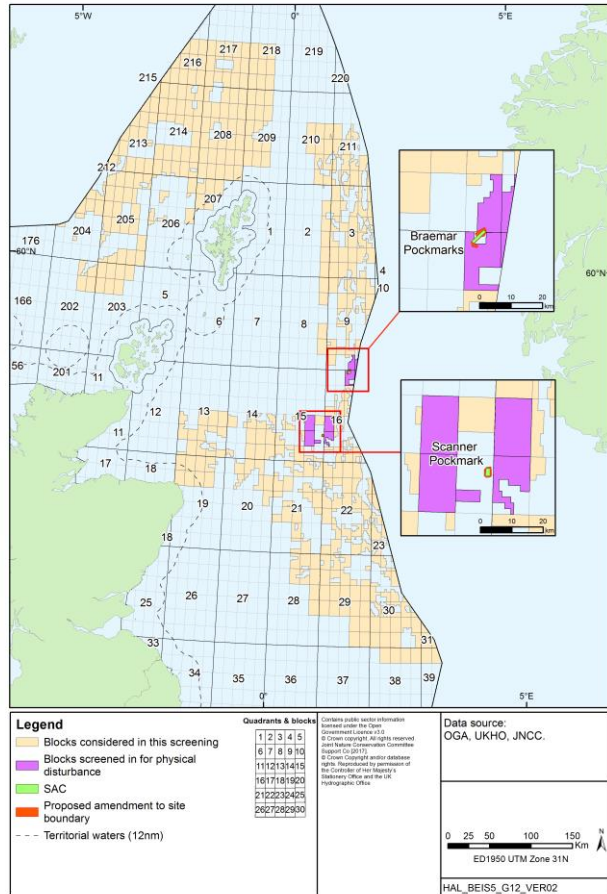 5°W
0°
5°E
217
218
219
216
215
220
214
208
209
210
211
213
212
207
1
2
3
206
205
204
176
60°N
4
10
60°N
5
202
203
166
6
7
8
9
56
201
11
12
13
14
15
16
11
17
18
19
20
21
22
18
23
25
26
27
28
29
30
31
33
34
35
36
37
38
39
0°
5°E
Braemar
Pockmarks
0 10 20
km
Scanner
Pockmark
0 10 20
km
Legend
Blocks considered in this screening
Blocks screened in for physical
disturbance
SAC
Proposed amendment to site
boundary
Territorial waters (12nm)
Quadrants & blocks
1 2 3 4 5
6 7 8 9 10
11 12 13 14 15
16 17 18 19 20
21 22 23 24 25
26 27 28 29 30
Contains public sector information
licensed under the Open
Government Licence v3.0
© Crown copyright. All rights reserved.
Joint Nature Conservation Committee
Support Co [2017].
© Crown Copyright and/or database
rights. Reproduced by permission of
the Controller of Her Majesty's
Stationery Office and the UK
Hydrographic Office
Data source:
OGA, UKHO, JNCC.
0 25 50 100 150
Km
N
ED1950 UTM Zone 31N
HAL_BEIS5_G12_VER02